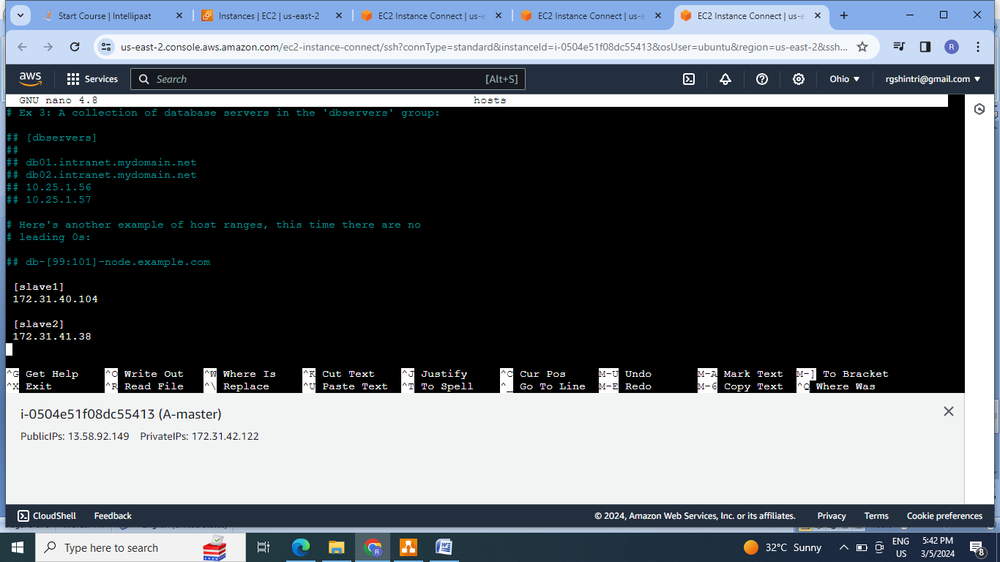 Start Course | Intellipaat
Instances | EC2 | us-east-2
EC2 Instance Connect | us-e
EC2 Instance Connect | us-e
EC2 Instance Connect | us-e
us-east-2.console.aws.amazon.com/ec2-instance-connect/ssh?connType=standard&instanceId=i-0504e51f08dc55413&osUser=ubuntu&region=us-east-2&ssh...
R
aws
Services
Search
[Alt+S]
Ohio
rgshintri@gmail.com
GNU nano 4.8 hosts
# Ex 3: A collection of database servers in the 'dbservers' group:
## [dbservers]
##
## db01.intranet.mydomain.net
## db02.intranet.mydomain.net
## 10.25.1.56
## 10.25.1.57
# Here's another example of host ranges, this time there are no
# leading 0s:
## db-[99:101]-node.example.com
[slave1]
172.31.40.104
[slave2]
172.31.41.38
^G Get Help ^O Write Out ^W Where Is ^K Cut Text ^J Justify ^C Cur Pos M-U Undo M-A Mark Text M-] To Bracket
^X Exit ^R Read File ^\ Replace ^U Paste Text ^T To Spell ^_ Go To Line M-E Redo M-6 Copy Text ^Q Where Was
i-0504e51f08dc55413 (A-master)
PublicIPs: 13.58.92.149 PrivateIPs: 172.31.42.122
CloudShell
Feedback
© 2024, Amazon Web Services, Inc. or its affiliates.
Privacy
Terms
Cookie preferences
Type here to search
R
32°C Sunny
ENG
US
5:42 PM
3/5/2024
8